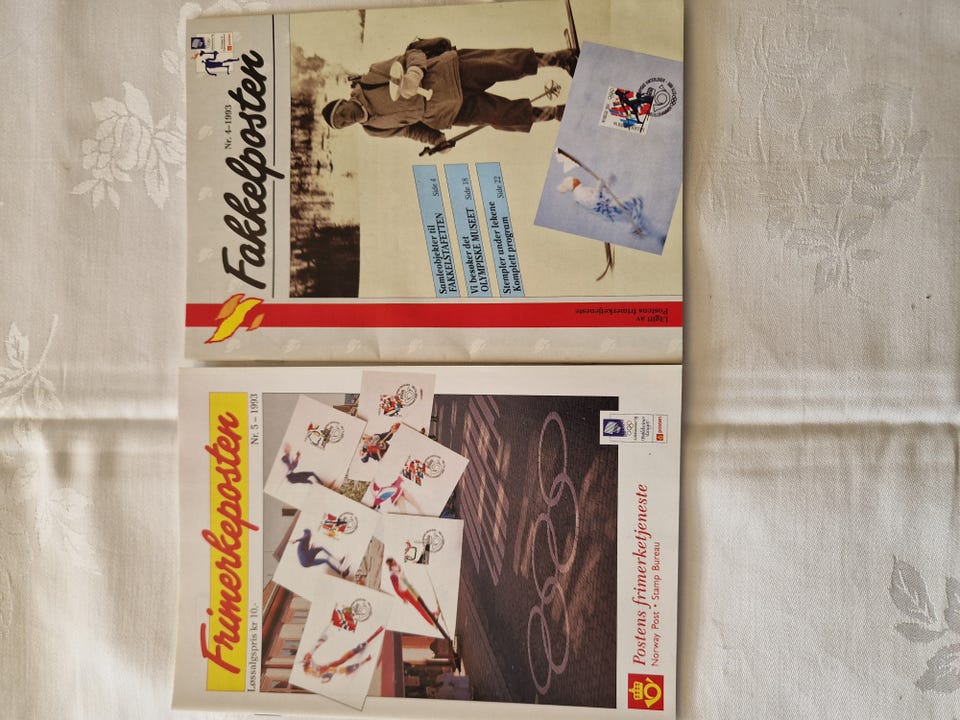 Fakkelposten
Nr. 4–1993
Samleobjekter til
FAKKELSTAFETTEN Side 4
Vi besøker det
OLYMPISKE MUSEET Side 18
Stempler under lekene
Komplett program Side 22
Utgitt av
Postens frimerketjeneste
Frimerkeposten
Løssalgspris kr 10,- Nr. 5 – 1993
posten
Postens frimerketjeneste
Norway Post • Stamp Bureau